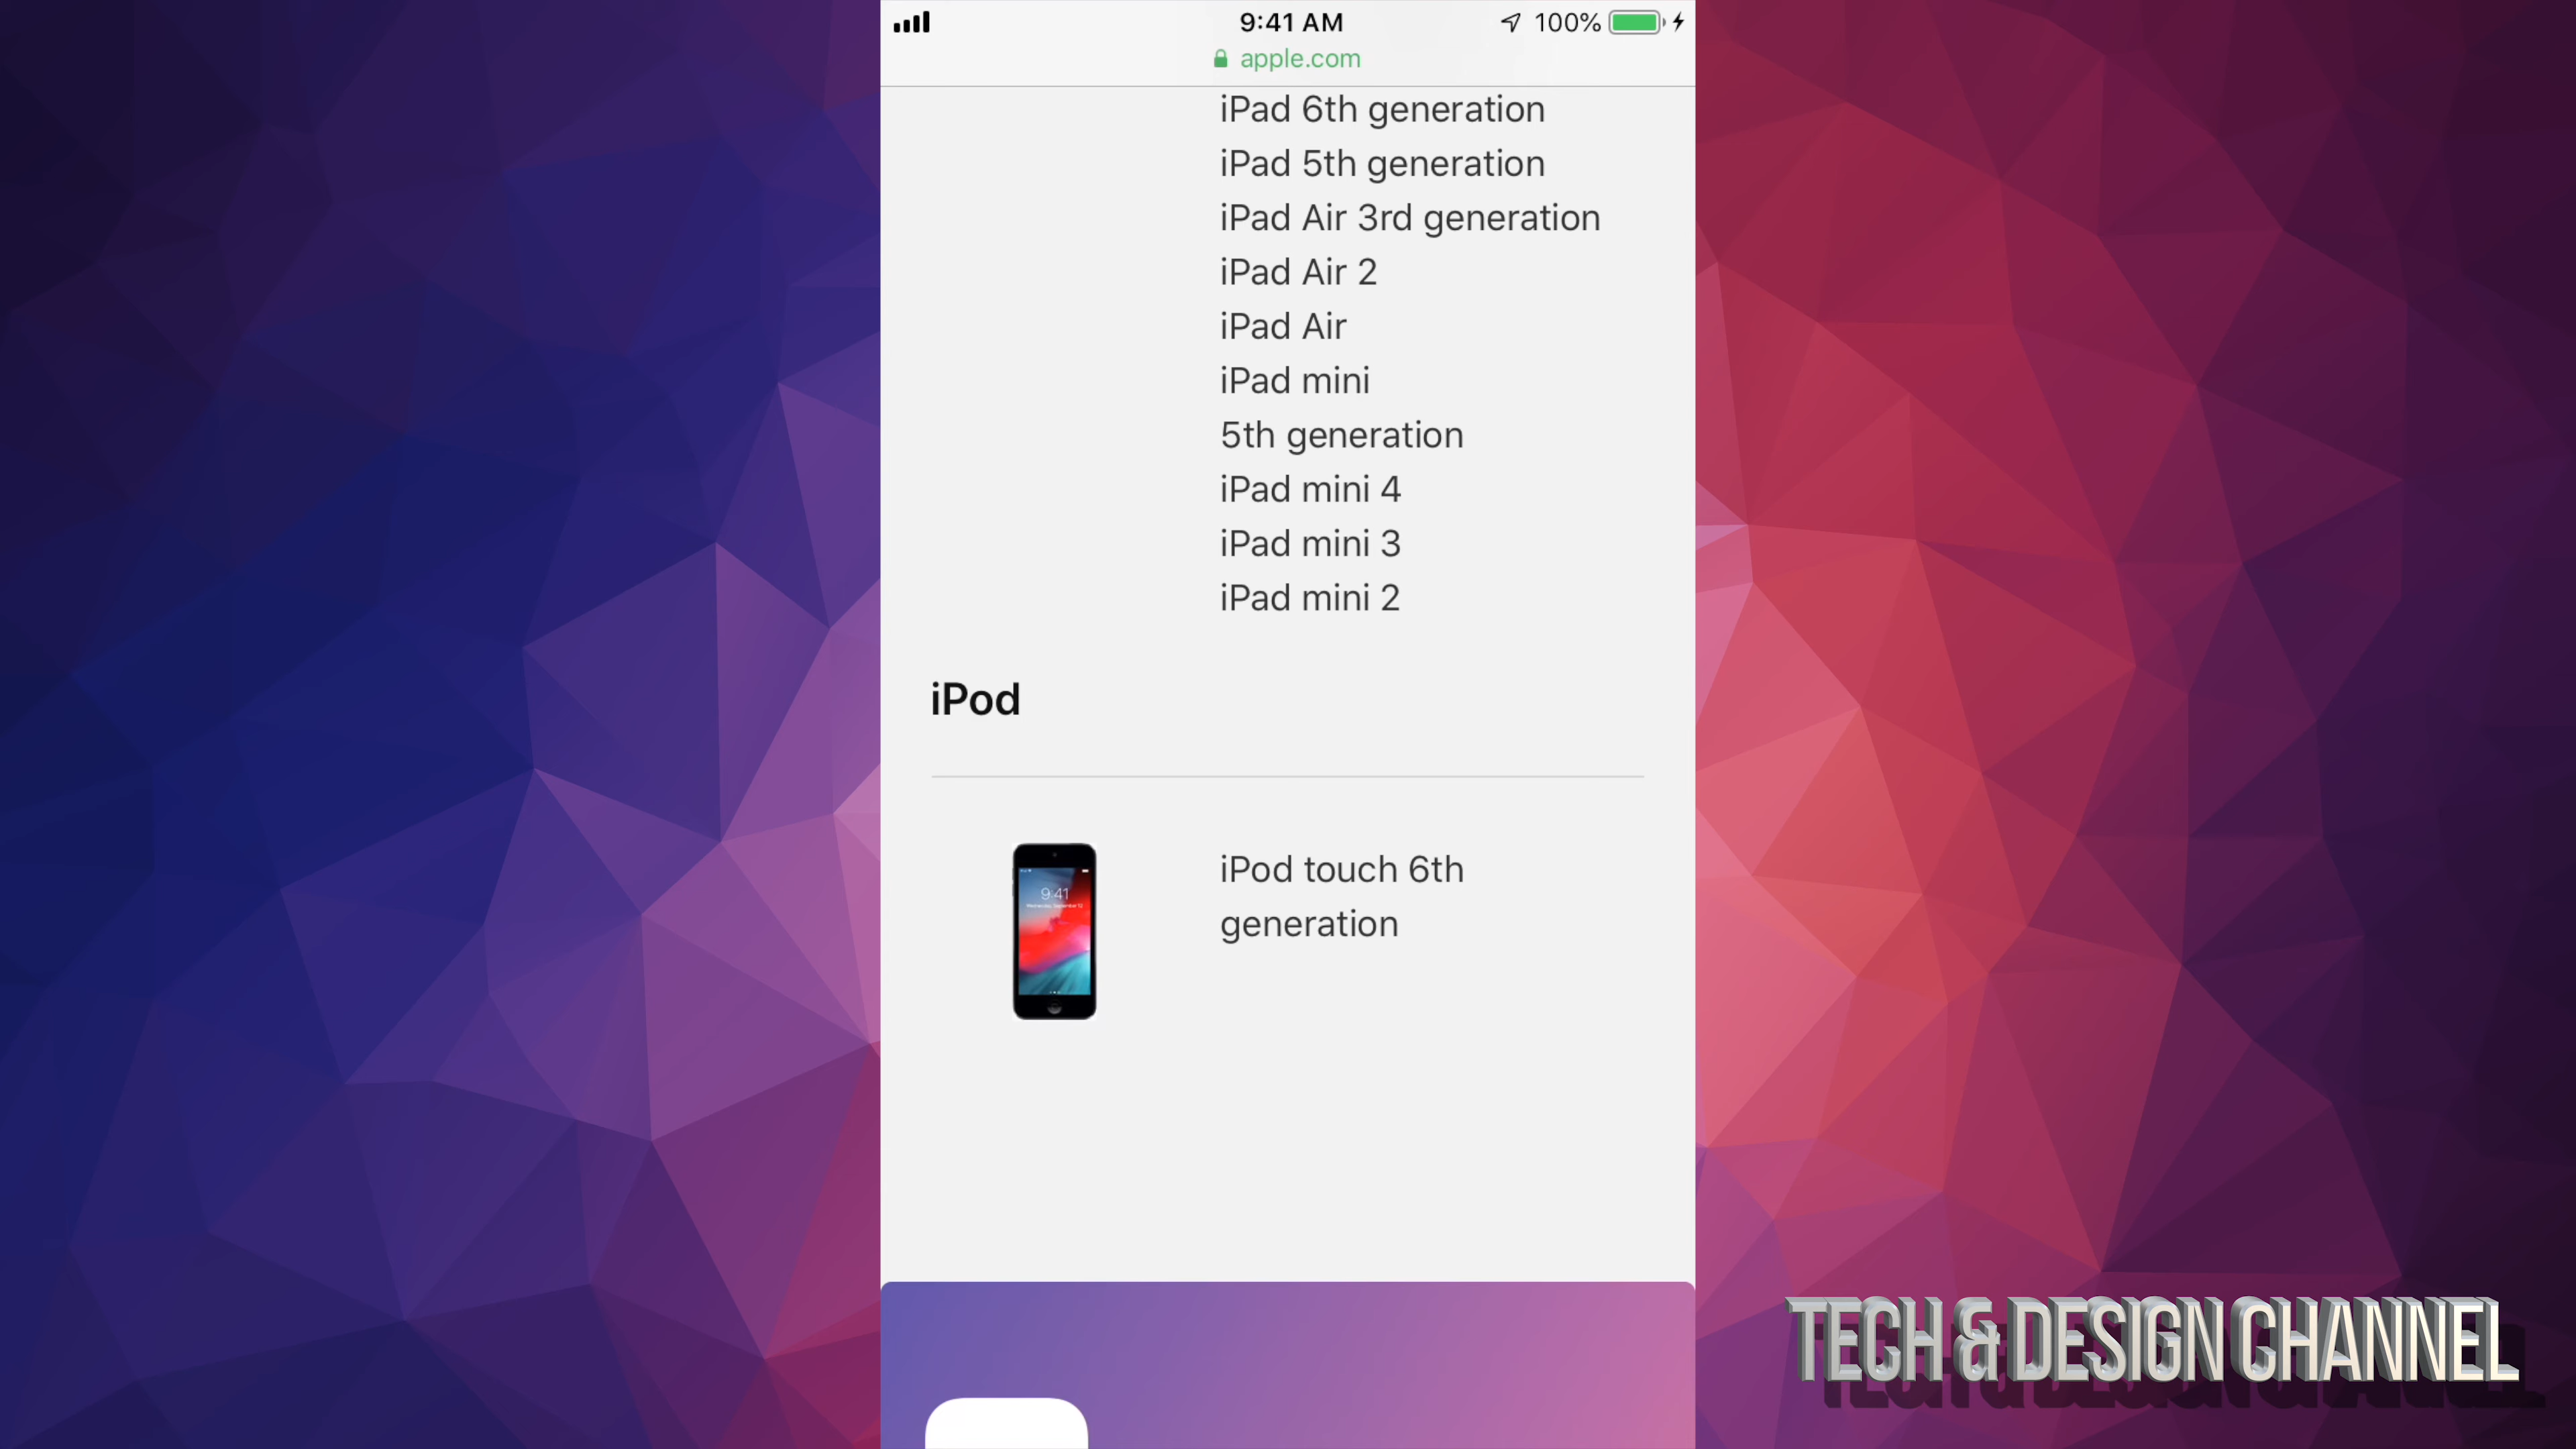 9:41 AM
100%
apple.com
iPad 6th generation
iPad 5th generation
iPad Air 3rd generation
iPad Air 2
iPad Air
iPad mini
5th generation
iPad mini 4
iPad mini 3
iPad mini 2
iPod
9:41
iPod touch 6th
generation
TECH & DESIGN CHANNEL